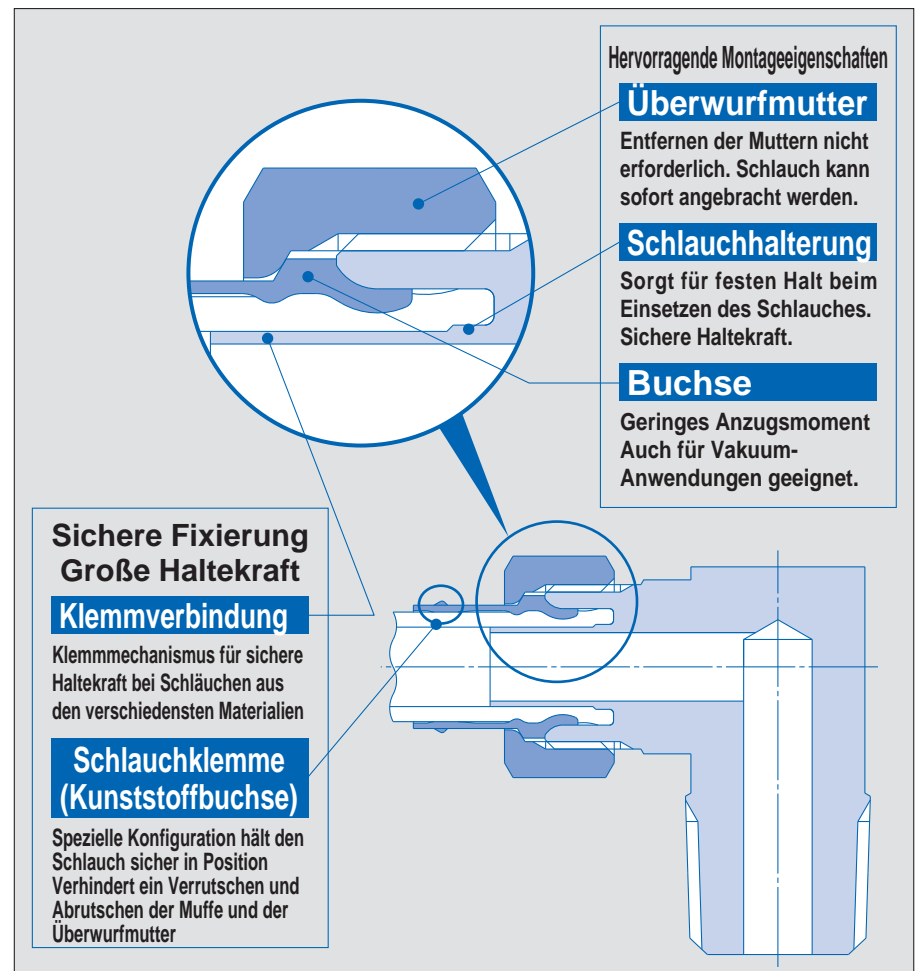 Hervorragende Montageeigenschaften
Überwurfmutter
Entfernen der Muttern nicht
erforderlich. Schlauch kann
sofort angebracht werden.
Schlauchhalterung
Sorgt für festen Halt beim
Einsetzen des Schlauches.
Sichere Haltekraft.
Buchse
Geringes Anzugsmoment
Auch für Vakuum-
Anwendungen geeignet.
Sichere Fixierung
Große Haltekraft
Klemmverbindung
Klemmmechanismus für sichere
Haltekraft bei Schläuchen aus
den verschiedensten Materialien
Schlauchklemme
(Kunststoffbuchse)
Spezielle Konfiguration hält den
Schlauch sicher in Position
Verhindert ein Verrutschen und
Abrutschen der Muffe und der
Überwurfmutter